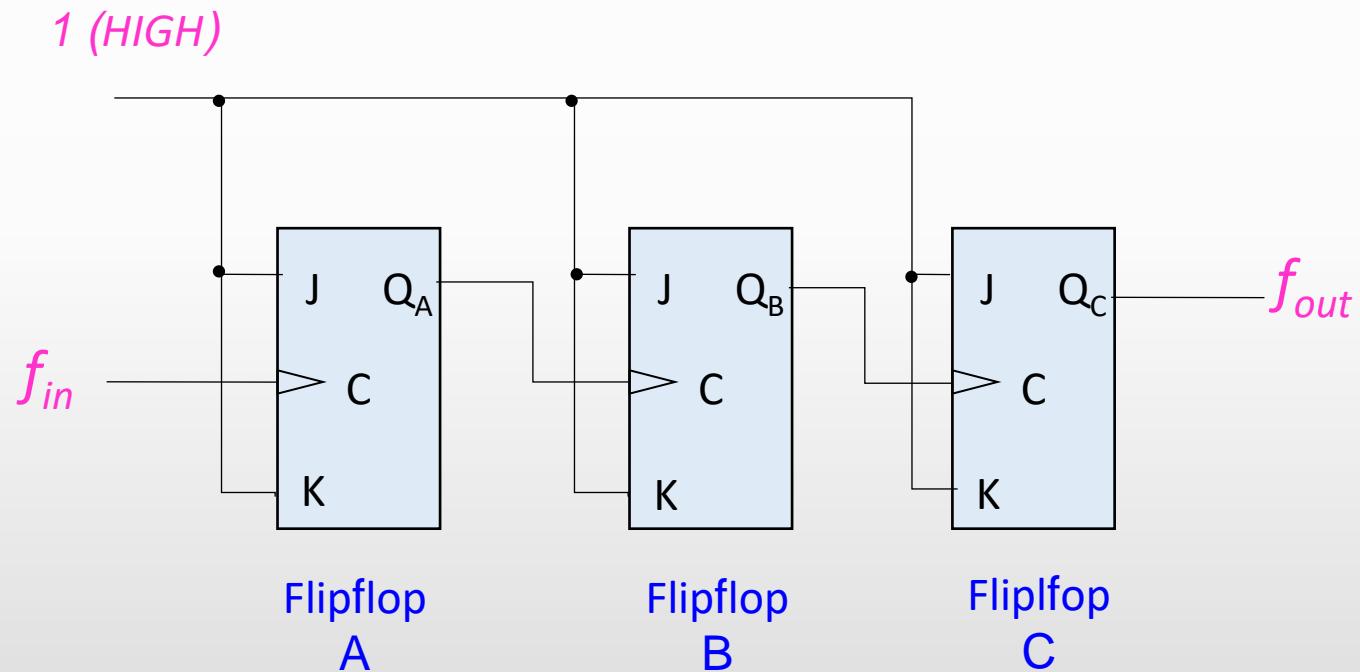 1 (HIGH)
J Q_A
J Q_B
J Q_C
f_out
f_in
C
C
C
K
K
K
Flipflop
A
Flipflop
B
Fliplfop
C